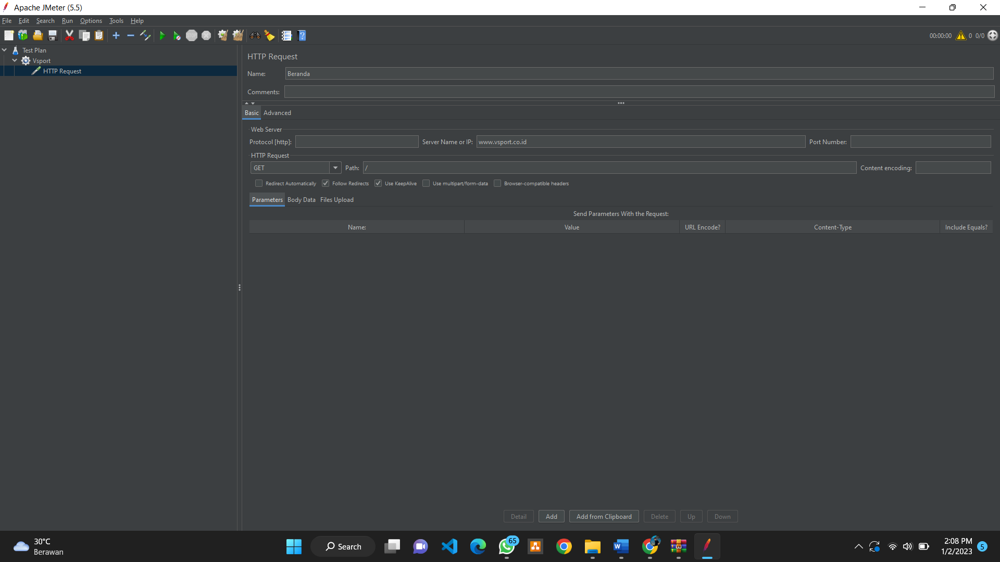 Apache JMeter (5.5)
File Edit Search Run Options Tools Help
00:00:00 0 0/0
Test Plan
Vsport
HTTP Request
HTTP Request
Name: Beranda
Comments:
Basic Advanced
Web Server
Protocol [http]: Server Name or IP: www.vsport.co.id Port Number:
HTTP Request
GET Path: / Content encoding:
Redirect Automatically Follow Redirects Use KeepAlive Use multipart/form-data Browser-compatible headers
Parameters Body Data Files Upload
Send Parameters With the Request:
Name: Value URL Encode? Content-Type Include Equals?
Detail Add Add from Clipboard Delete Up Down
30°C
Berawan
Search
65
2:08 PM
1/2/2023
5